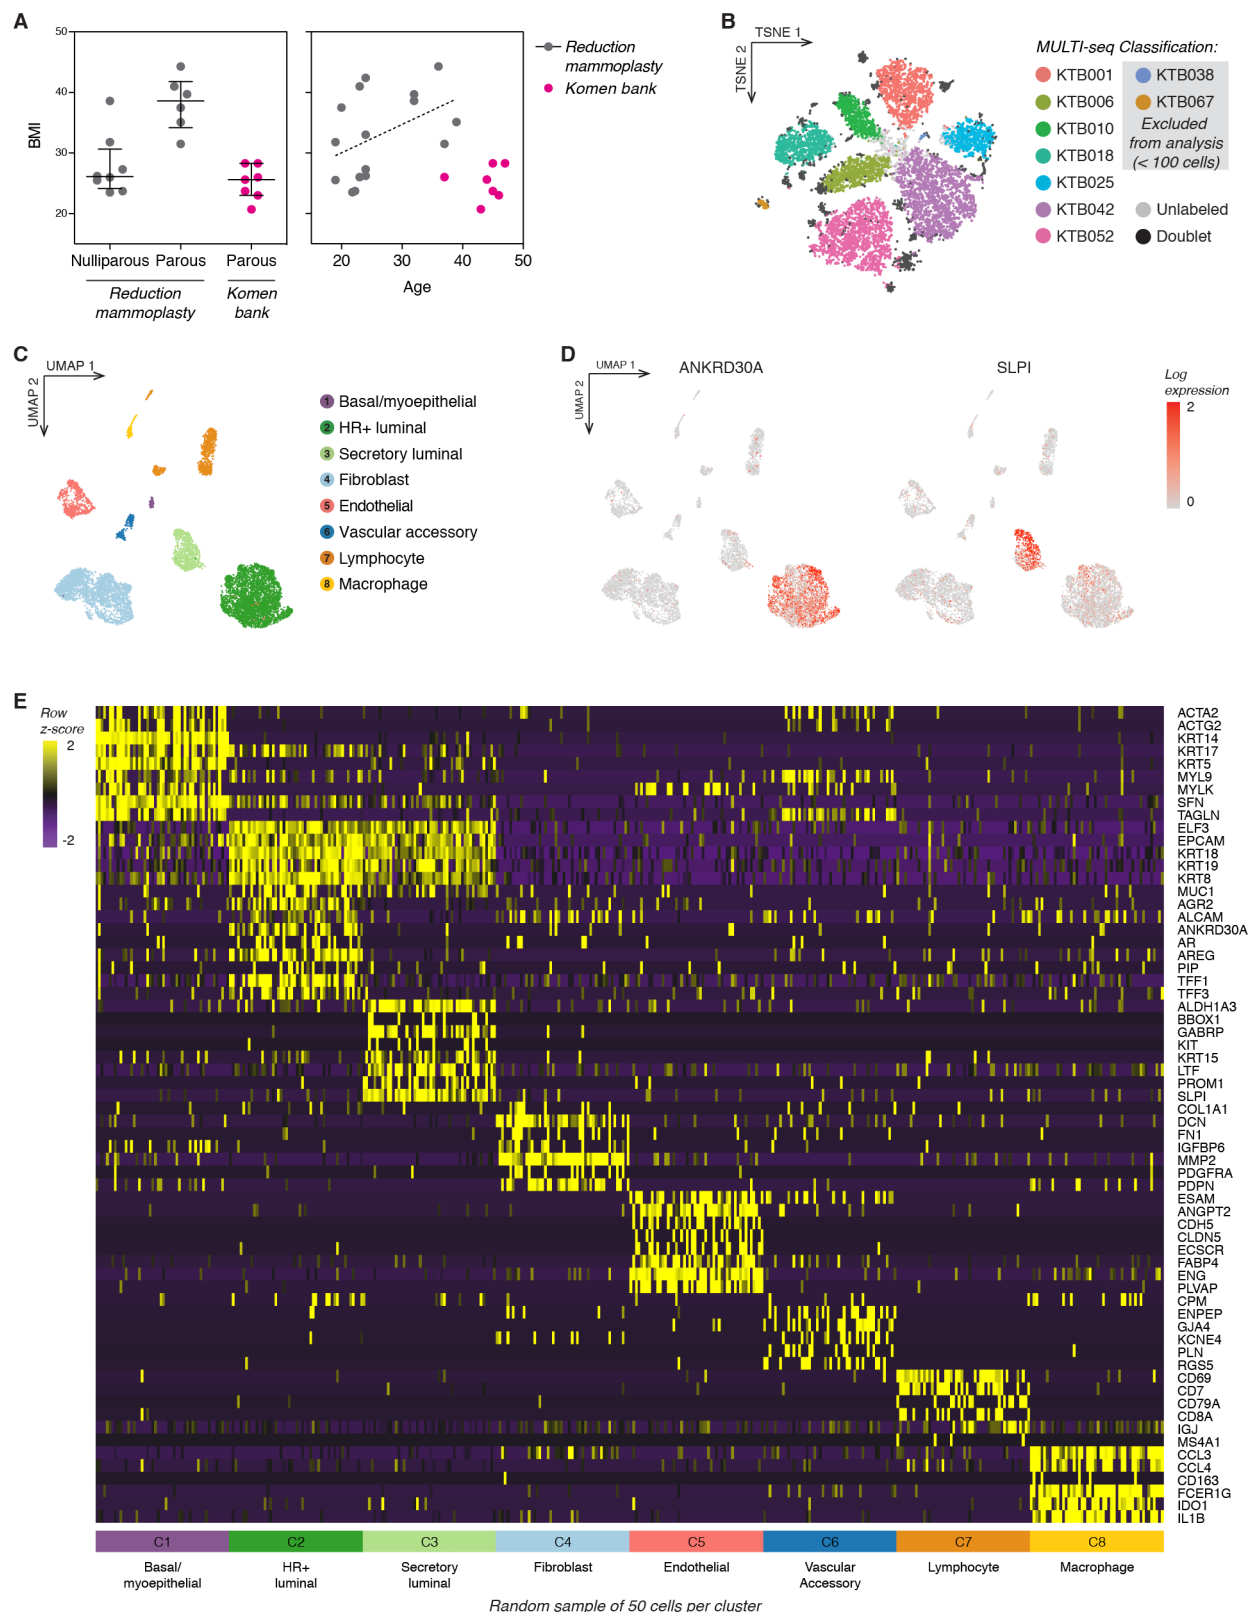 A
50
40
30
20
BMI
Nulliparous Parous
Parous
Reduction
mammoplasty
Komen
bank
20
30
40
50
Age
Reduction
mammoplasty
Komen bank
B
TSNE 1
TSNE 2
MULTI-seq Classification:
KTB001
KTB006
KTB010
KTB018
KTB025
KTB042
KTB052
KTB038
KTB067
Excluded
from analysis
(< 100 cells)
Unlabeled
Doublet
C
UMAP 1
UMAP 2
1 Basal/myoepithelial
2 HR+ luminal
3 Secretory luminal
4 Fibroblast
5 Endothelial
6 Vascular accessory
7 Lymphocyte
8 Macrophage
D
UMAP 1
UMAP 2
ANKRD30A
SLPI
Log
expression
2
0
E
Row
z-score
2
-2
ACTA2
ACTG2
KRT14
KRT17
KRT5
MYL9
MYLK
SFN
TAGLN
ELF3
EPCAM
KRT18
KRT19
KRT8
MUC1
AGR2
ALCAM
ANKRD30A
AR
AREG
PIP
TFF1
TFF3
ALDH1A3
BBOX1
GABRP
KIT
KRT15
LTF
PROM1
SLPI
COL1A1
DCN
FN1
IGFBP6
MMP2
PDGFRA
PDPN
ESAM
ANGPT2
CDH5
CLDN5
ECSCR
FABP4
ENG
PLVAP
CPM
ENPEP
GJA4
KCNE4
PLN
RGS5
CD69
CD7
CD79A
CD8A
IGJ
MS4A1
CCL3
CCL4
CD163
FCER1G
IDO1
IL1B
C1
C2
C3
C4
C5
C6
C7
C8
Basal/
myoepithelial
HR+
luminal
Secretory
luminal
Fibroblast
Endothelial
Vascular
Accessory
Lymphocyte
Macrophage
Random sample of 50 cells per cluster